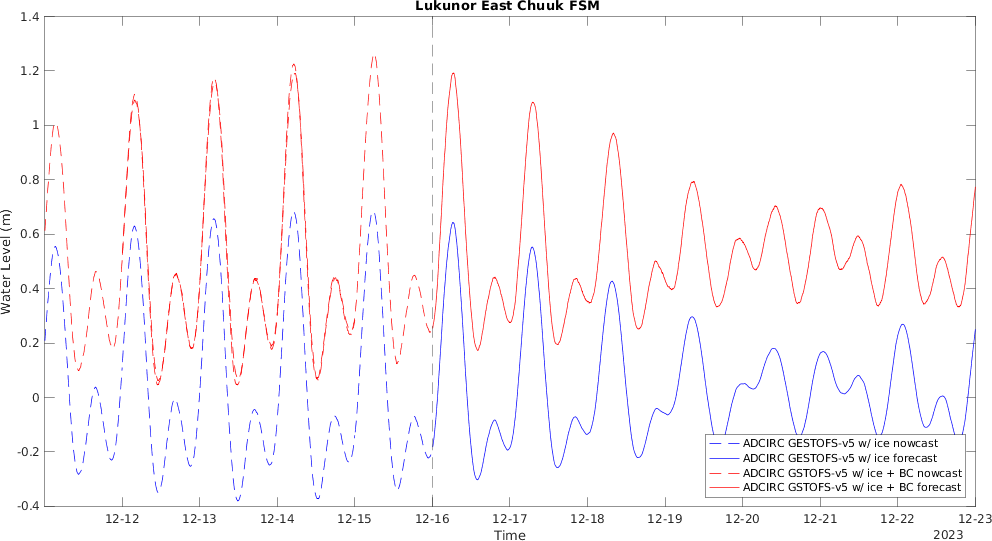 Lukunor East Chuuk FSM
1.4
1.2
1
0.8
0.6
0.4
0.2
0
-0.2
-0.4
Water Level (m)
ADCIRC GESTOFS-v5 w/ ice nowcast
ADCIRC GESTOFS-v5 w/ ice forecast
ADCIRC GSTOFS-v5 w/ ice + BC nowcast
ADCIRC GSTOFS-v5 w/ ice + BC forecast
12-12 12-13 12-14 12-15 12-16 12-17 12-18 12-19 12-20 12-21 12-22 12-23
Time
2023